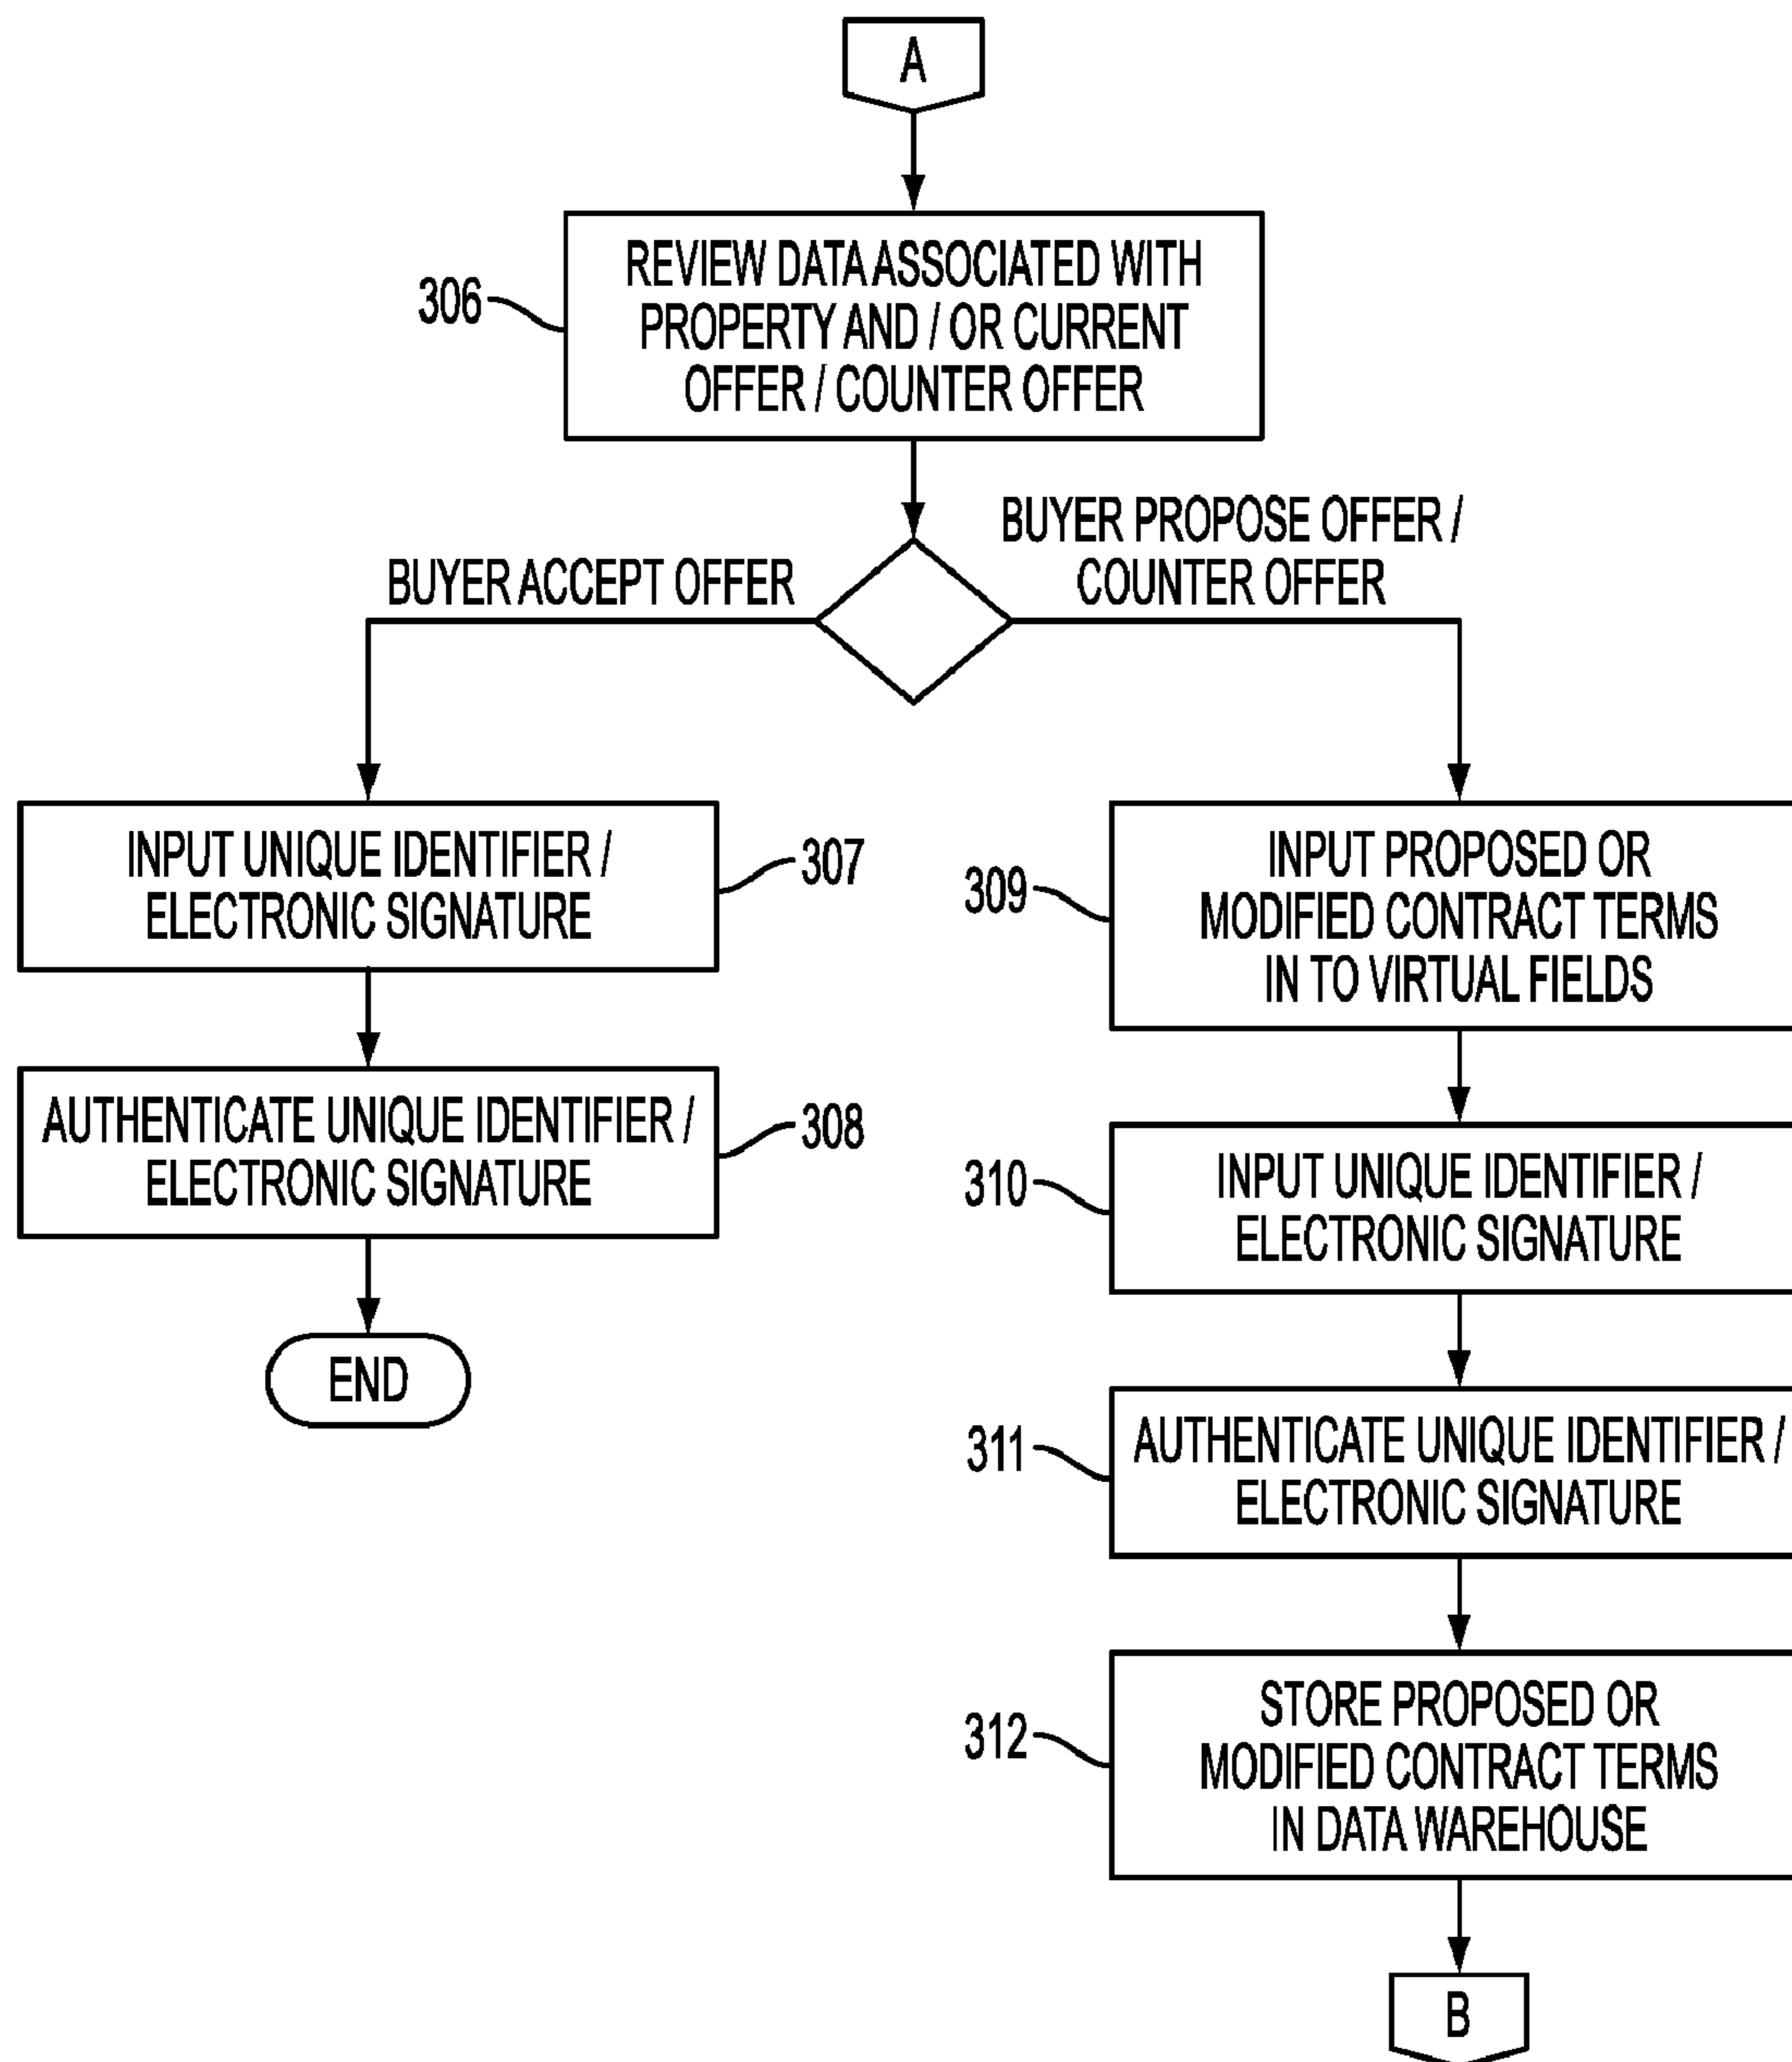 A
REVIEW DATA ASSOCIATED WITH
PROPERTY AND / OR CURRENT
OFFER / COUNTER OFFER
306
BUYER ACCEPT OFFER
BUYER PROPOSE OFFER /
COUNTER OFFER
INPUT UNIQUE IDENTIFIER /
ELECTRONIC SIGNATURE
307
AUTHENTICATE UNIQUE IDENTIFIER /
ELECTRONIC SIGNATURE
308
END
309
INPUT PROPOSED OR
MODIFIED CONTRACT TERMS
IN TO VIRTUAL FIELDS
310
INPUT UNIQUE IDENTIFIER /
ELECTRONIC SIGNATURE
311
AUTHENTICATE UNIQUE IDENTIFIER /
ELECTRONIC SIGNATURE
312
STORE PROPOSED OR
MODIFIED CONTRACT TERMS
IN DATA WAREHOUSE
B